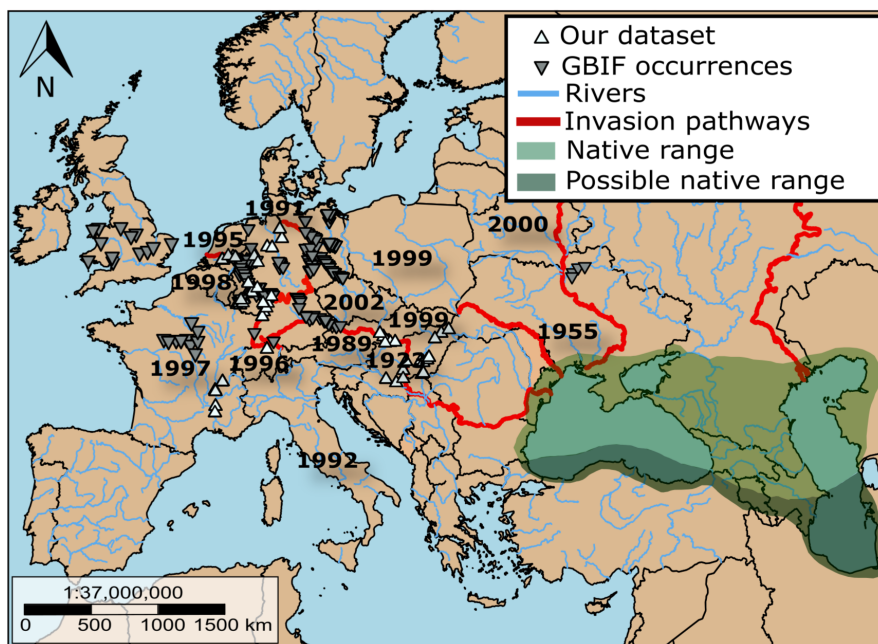 Our dataset
GBIF occurrences
Rivers
Invasion pathways
Native range
Possible native range
N
1991
2000
1995
1999
1998
2002
1999
1955
1989
1923
1996
1997
1992
1:37,000,000
0 500 1000 1500 km